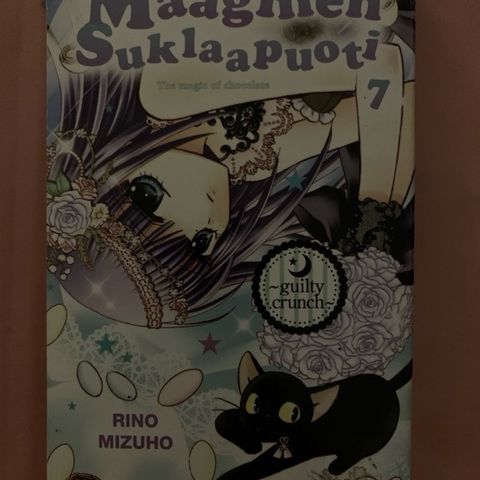 Maaginen
Suklaapuoti
The magic of chocolate
7
~guilty
crunch~
RINO
MIZUHO